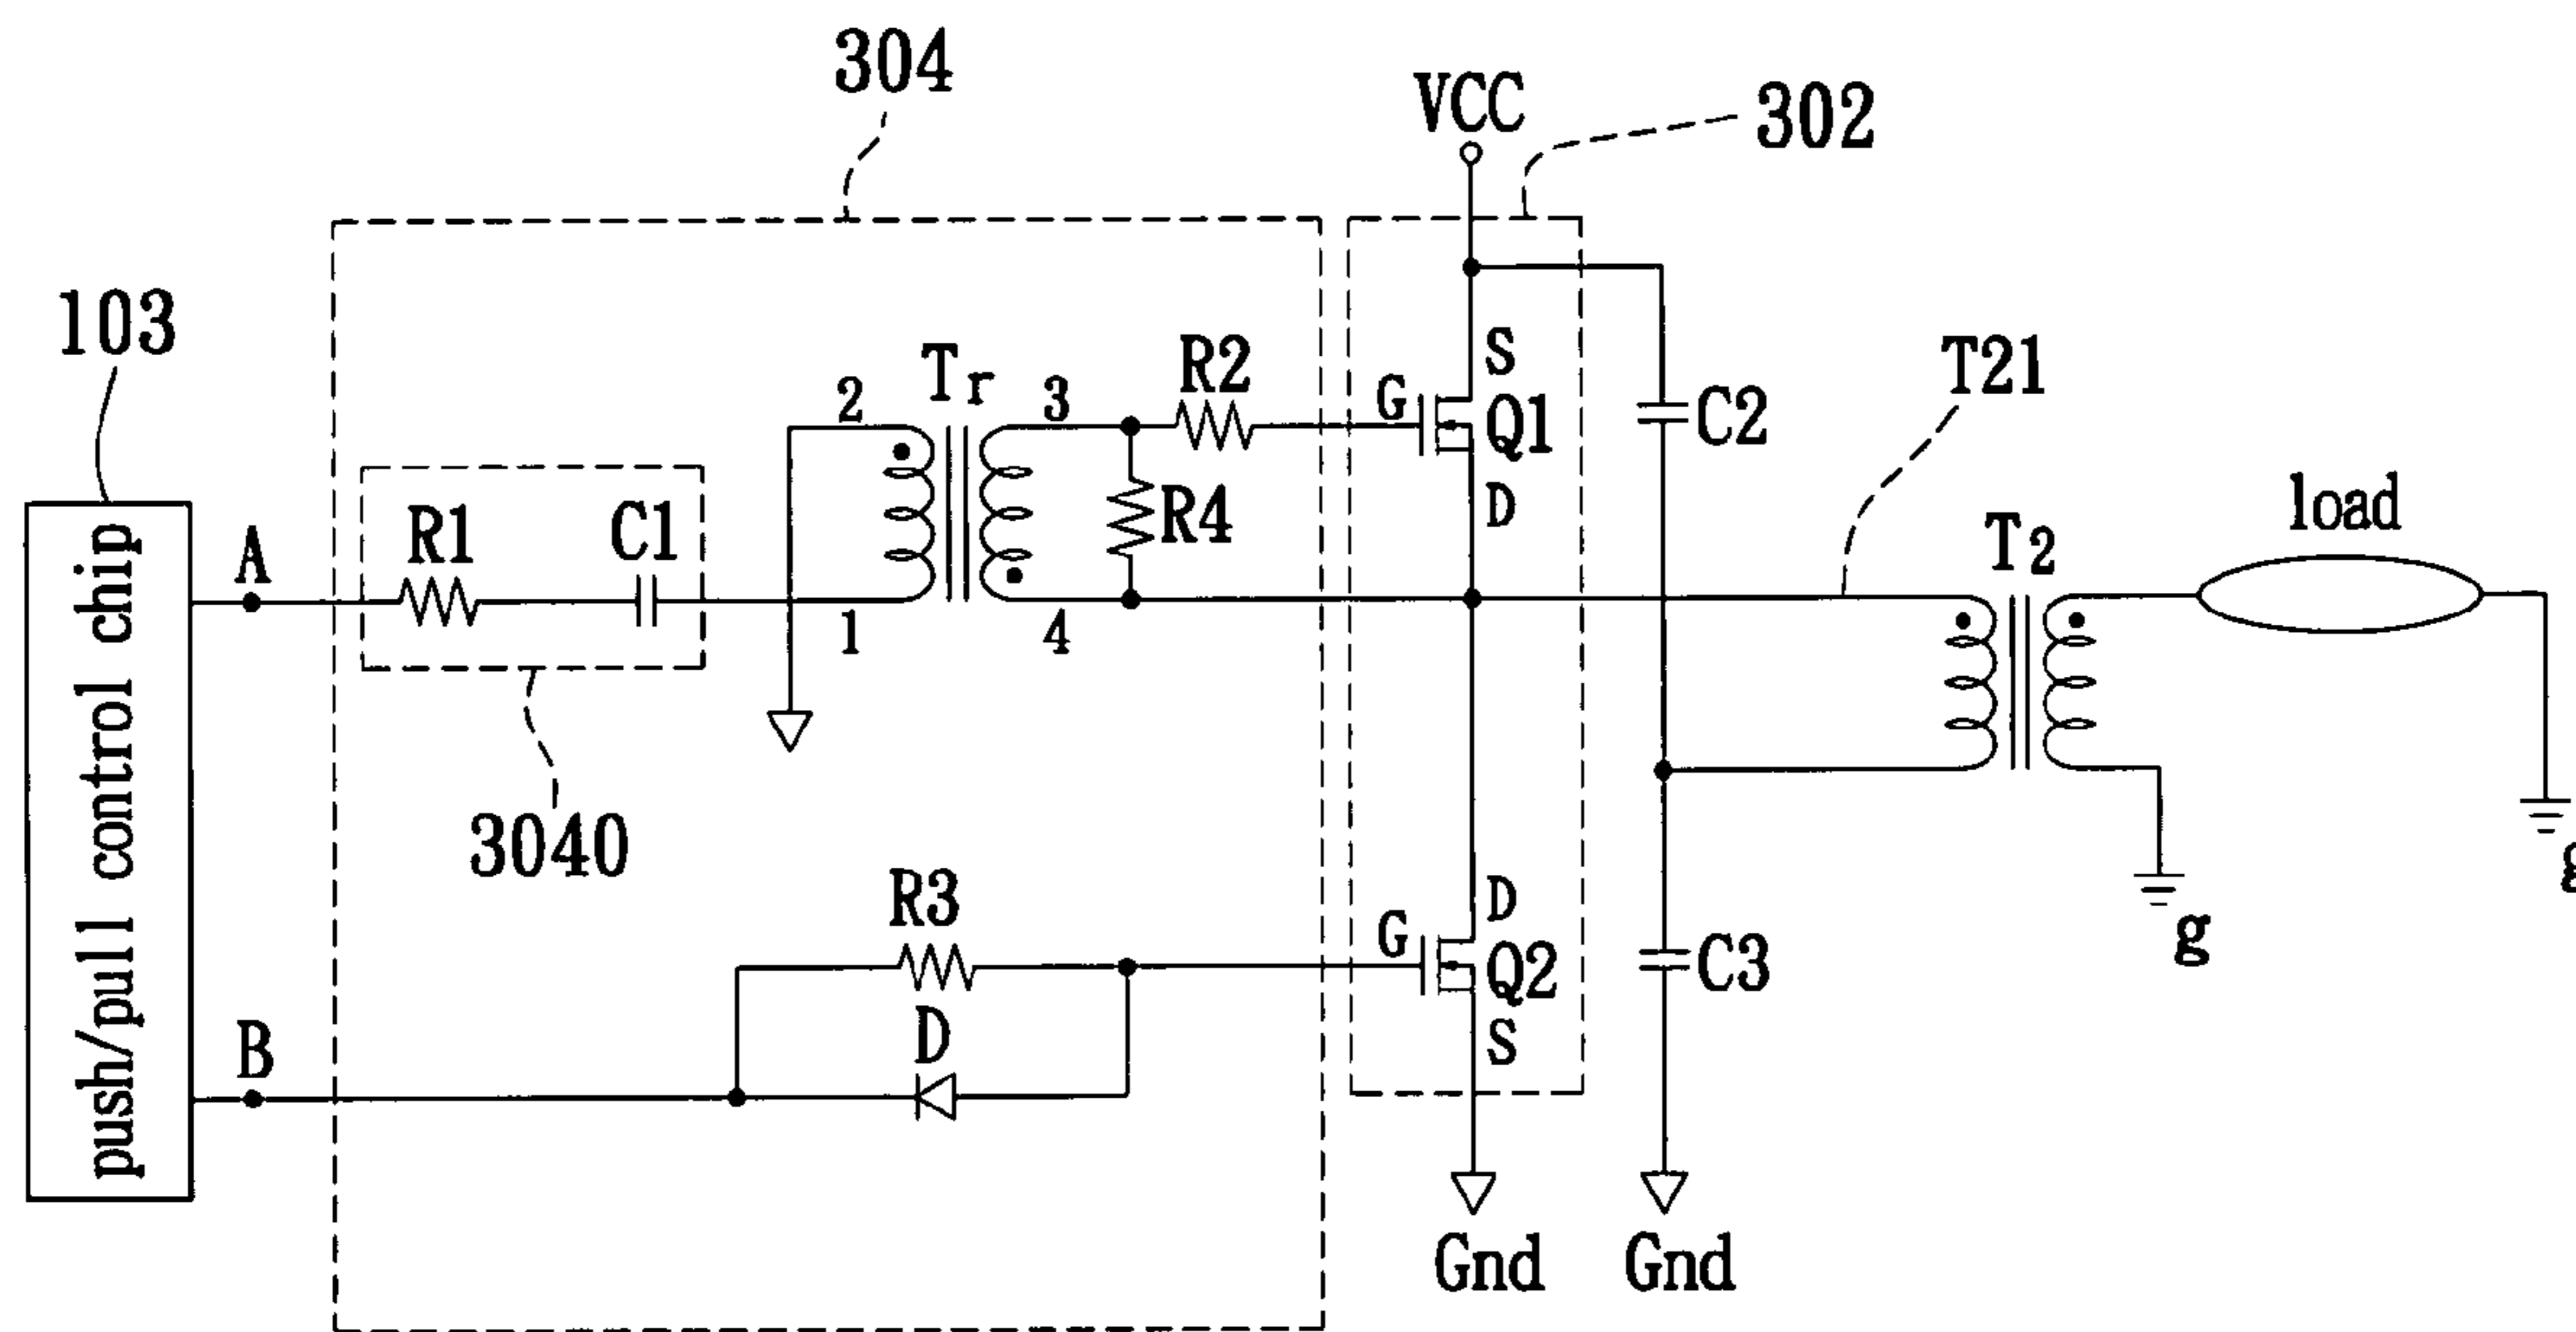 304
VCC
302
103
2
Tr
3
R2
G
S
Q1
D
C2
T21
A
R1
C1
1
R4
4
T2
load
push/pull control chip
3040
R3
G
D
Q2
S
C3
g
g
B
D
Gnd
Gnd